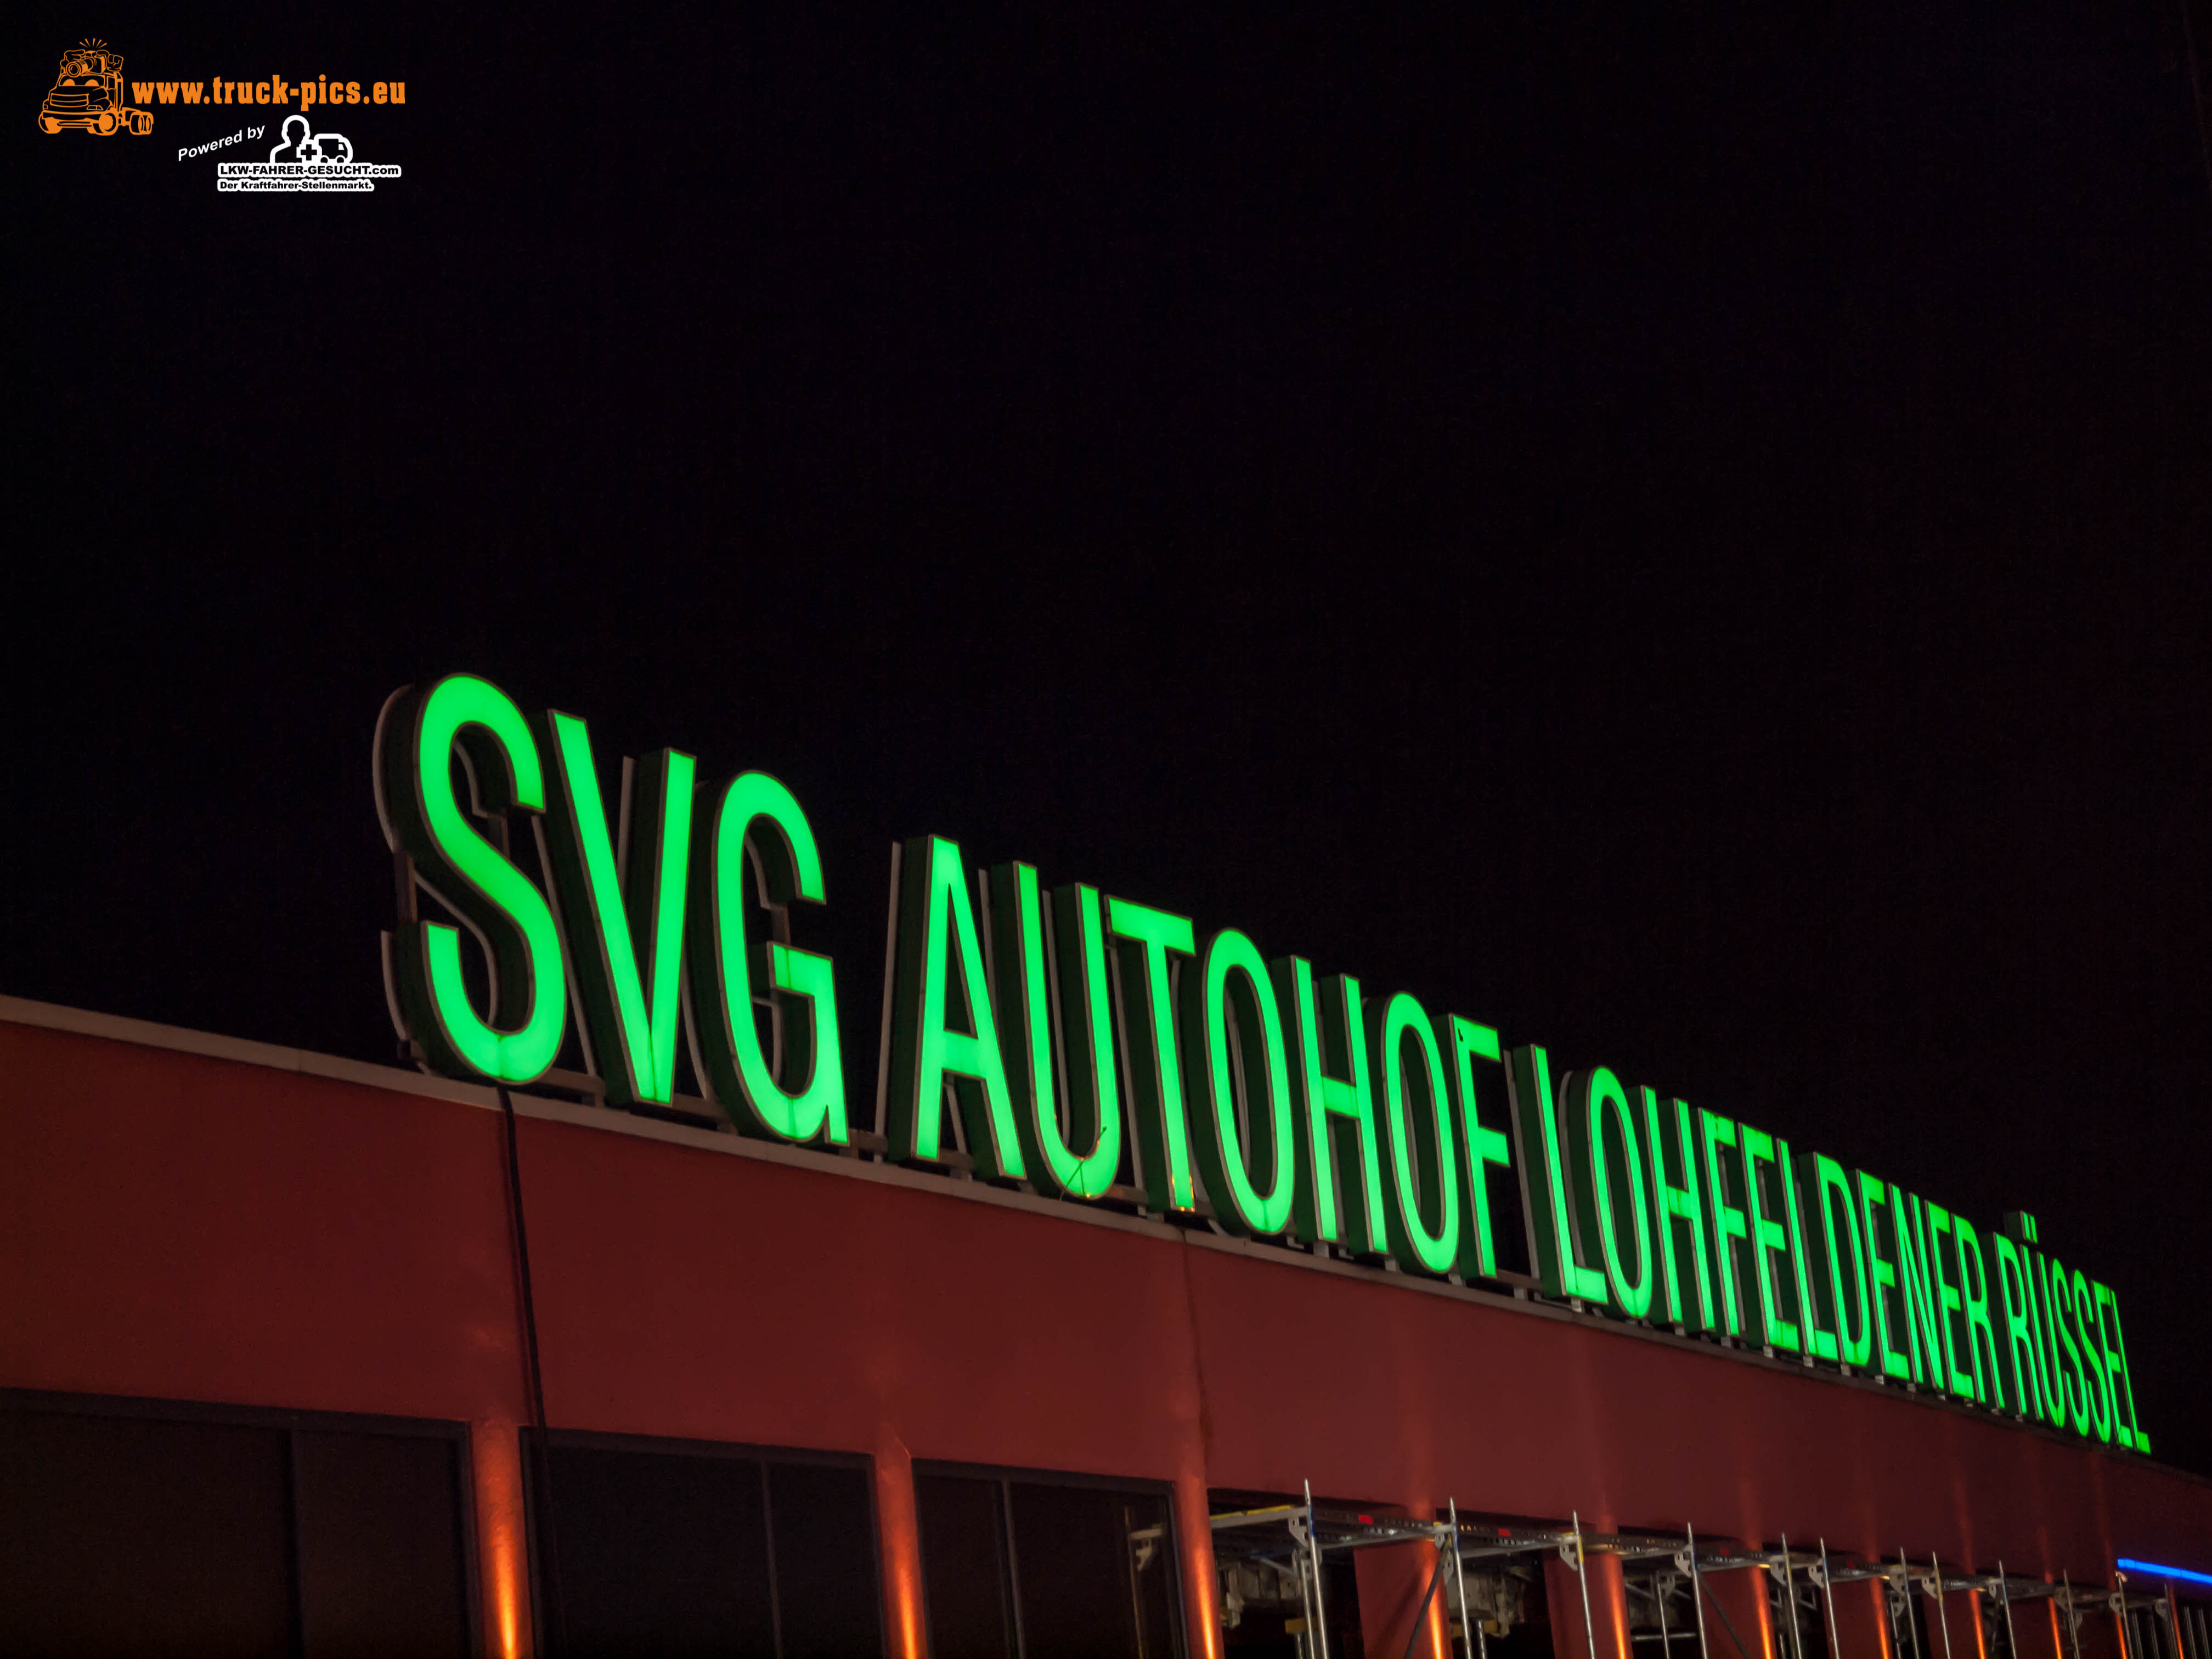 www.truck-pics.eu
Powered by
LKW-FAHRER-GESUCHT.com
Der Kraftfahrer-Stellenmarkt.
SVG AUTOHOF LOHFELDENER RÜSSEL